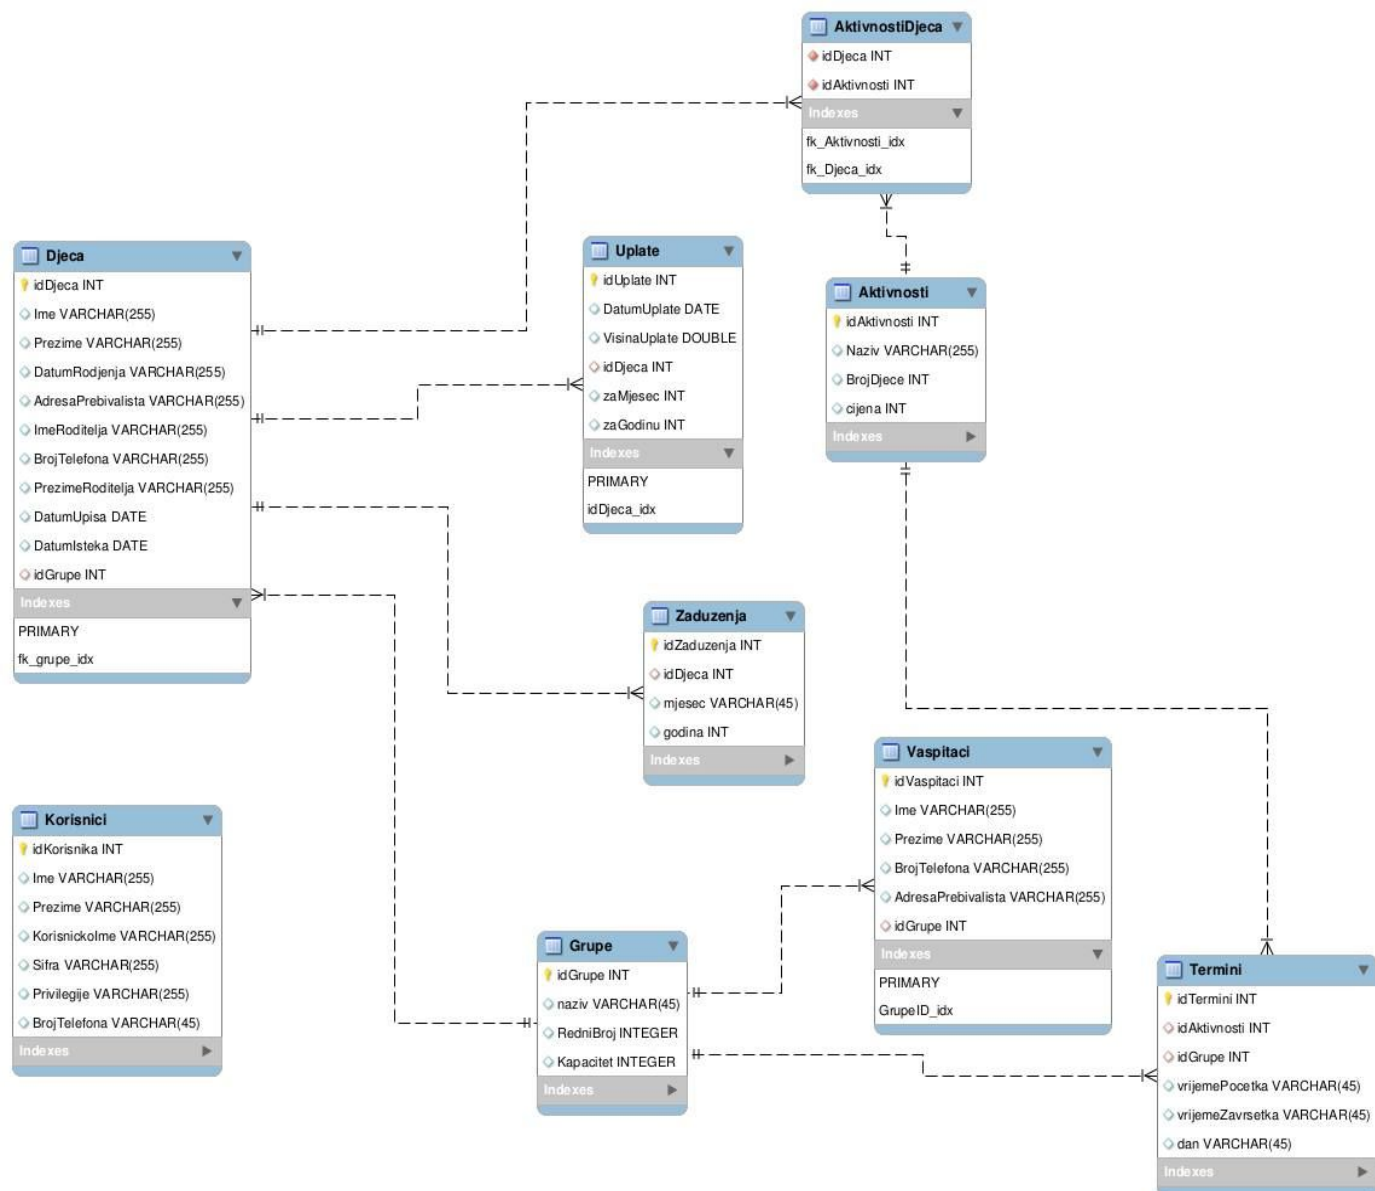 AktivnostiDjeca
idDjeca INT
idAktivnosti INT
Indexes
fk_Aktivnosti_idx
fk_Djeca_idx
Djeca
idDjeca INT
Ime VARCHAR(255)
Prezime VARCHAR(255)
DatumRodjenja VARCHAR(255)
AdresaPrebivalista VARCHAR(255)
ImeRoditelja VARCHAR(255)
BrojTelefona VARCHAR(255)
PrezimeRoditelja VARCHAR(255)
DatumUpisa DATE
DatumIsteka DATE
idGrupe INT
Indexes
PRIMARY
fk_grupe_idx
Uplate
idUplate INT
DatumUplate DATE
VisinaUplate DOUBLE
idDjeca INT
zaMjesec INT
zaGodinu INT
Indexes
PRIMARY
idDjeca_idx
Aktivnosti
idAktivnosti INT
Naziv VARCHAR(255)
BrojDjece INT
cijena INT
Indexes
Zaduzenja
idZaduzenja INT
idDjeca INT
mjesec VARCHAR(45)
godina INT
Indexes
Vaspitaci
idVaspitaci INT
Ime VARCHAR(255)
Prezime VARCHAR(255)
BrojTelefona VARCHAR(255)
AdresaPrebivalista VARCHAR(255)
idGrupe INT
Indexes
PRIMARY
GrupeID_idx
Korisnici
idKorisnika INT
Ime VARCHAR(255)
Prezime VARCHAR(255)
KorisnickoIme VARCHAR(255)
Sifra VARCHAR(255)
Privilegije VARCHAR(255)
BrojTelefona VARCHAR(45)
Indexes
Grupe
idGrupe INT
naziv VARCHAR(45)
RedniBroj INTEGER
Kapacitet INTEGER
Indexes
Termini
idTermini INT
idAktivnosti INT
idGrupe INT
vrijemePocetka VARCHAR(45)
vrijemeZavrsetka VARCHAR(45)
dan VARCHAR(45)
Indexes